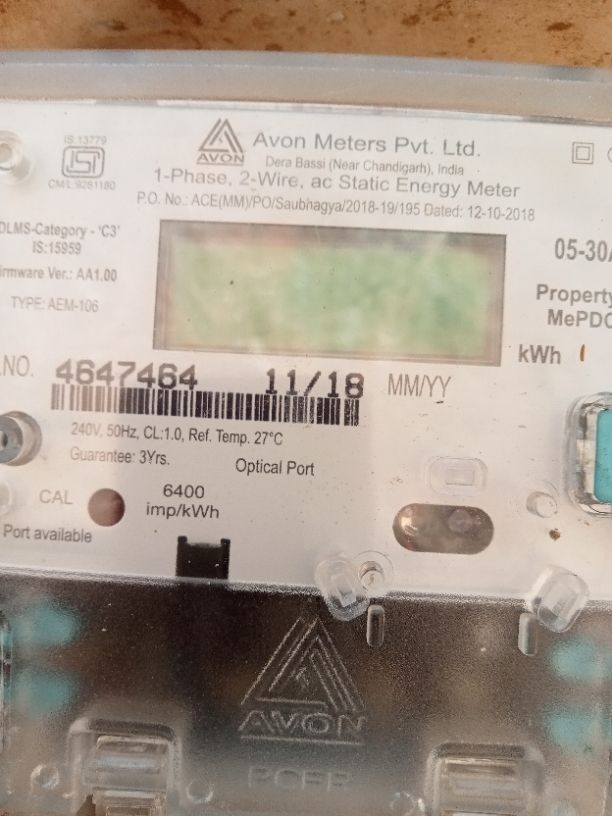 IS:13779
CM/L:9261180
AVON
Avon Meters Pvt. Ltd.
Dera Bassi (Near Chandigarh), India
1-Phase, 2-Wire, ac Static Energy Meter
P.O. No.: ACE(MM)/PO/Saubhagya/2018-19/195 Dated: 12-10-2018
DLMS-Category - 'C3'
IS:15959
Firmware Ver.: AA1.00
TYPE: AEM-106
05-30A
Property
MePDC
kWh
.NO. 4647464 11/18 MM/YY
240V, 50Hz, CL:1.0, Ref. Temp. 27°C
Guarantee: 3Yrs.
Optical Port
CAL
6400
imp/kWh
Port available
AVON